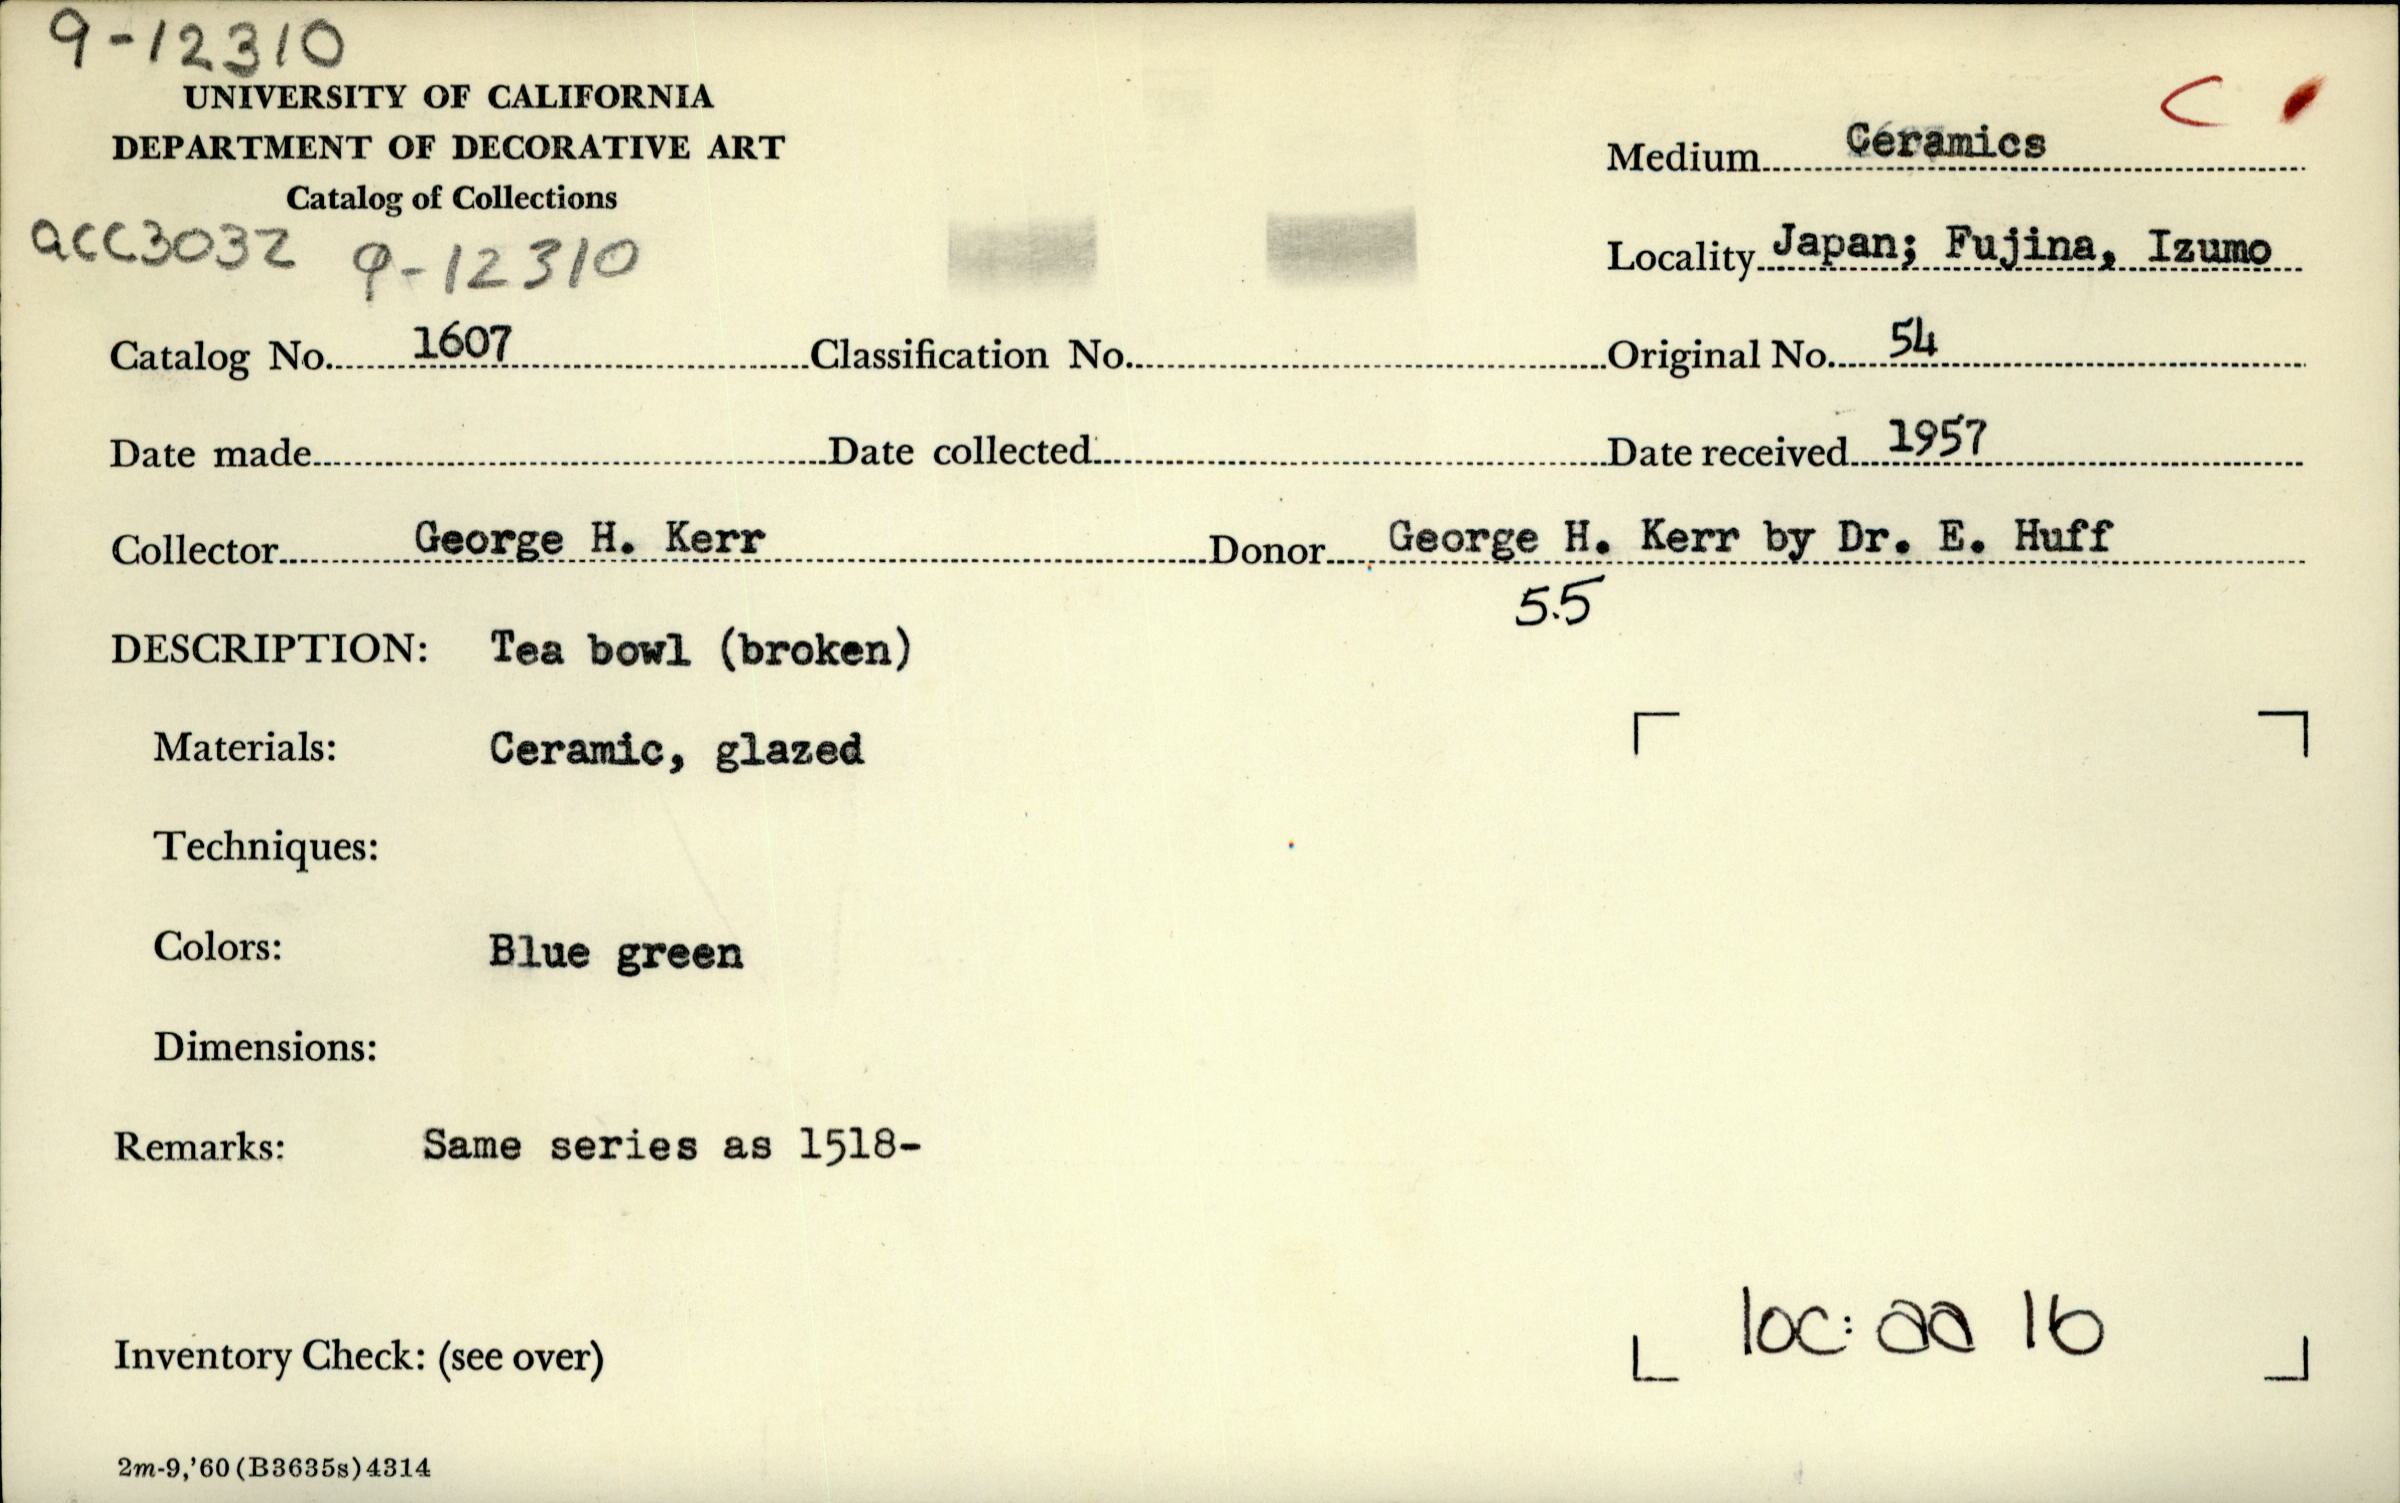 9-12310
UNIVERSITY OF CALIFORNIA
DEPARTMENT OF DECORATIVE ART
Catalog of Collections
acc3032 9-12310
C
Medium Ceramics
Locality Japan; Fujina, Izumo
Catalog No. 1607 Classification No. Original No. 54
Date made Date collected Date received 1957
Collector George H. Kerr Donor George H. Kerr by Dr. E. Huff
5.5
DESCRIPTION: Tea bowl (broken)
Materials: Ceramic, glazed
Techniques:
Colors: Blue green
Dimensions:
Remarks: Same series as 1518-
loc: aa 16
Inventory Check: (see over)
2m-9,'60(B3635s)4314